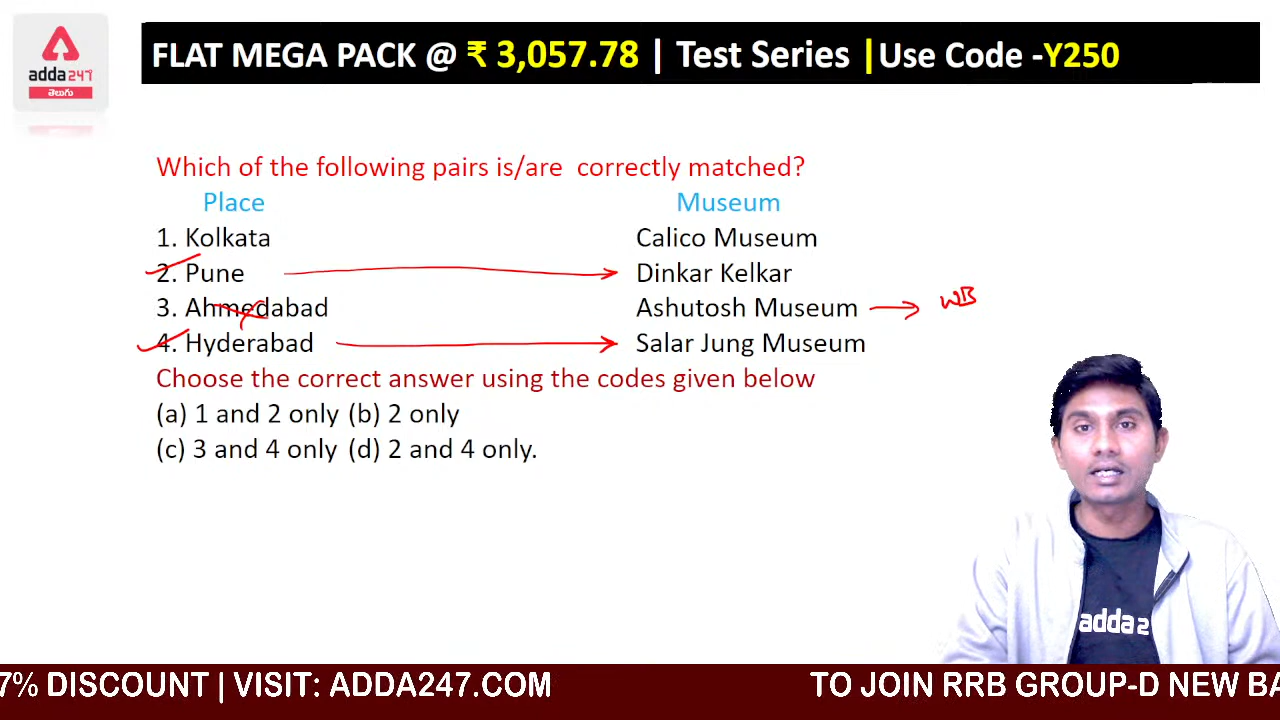 FLAT MEGA PACK @ ₹ 3,057.78 | Test Series |Use Code -Y250
adda247
తెలుగు
Which of the following pairs is/are correctly matched?
Place Museum
1. Kolkata Calico Museum
2. Pune Dinkar Kelkar
3. Ahmedabad Ashutosh Museum WB
4. Hyderabad Salar Jung Museum
Choose the correct answer using the codes given below
(a) 1 and 2 only (b) 2 only
(c) 3 and 4 only (d) 2 and 4 only.
adda2
7% DISCOUNT | VISIT: ADDA247.COM TO JOIN RRB GROUP-D NEW BA